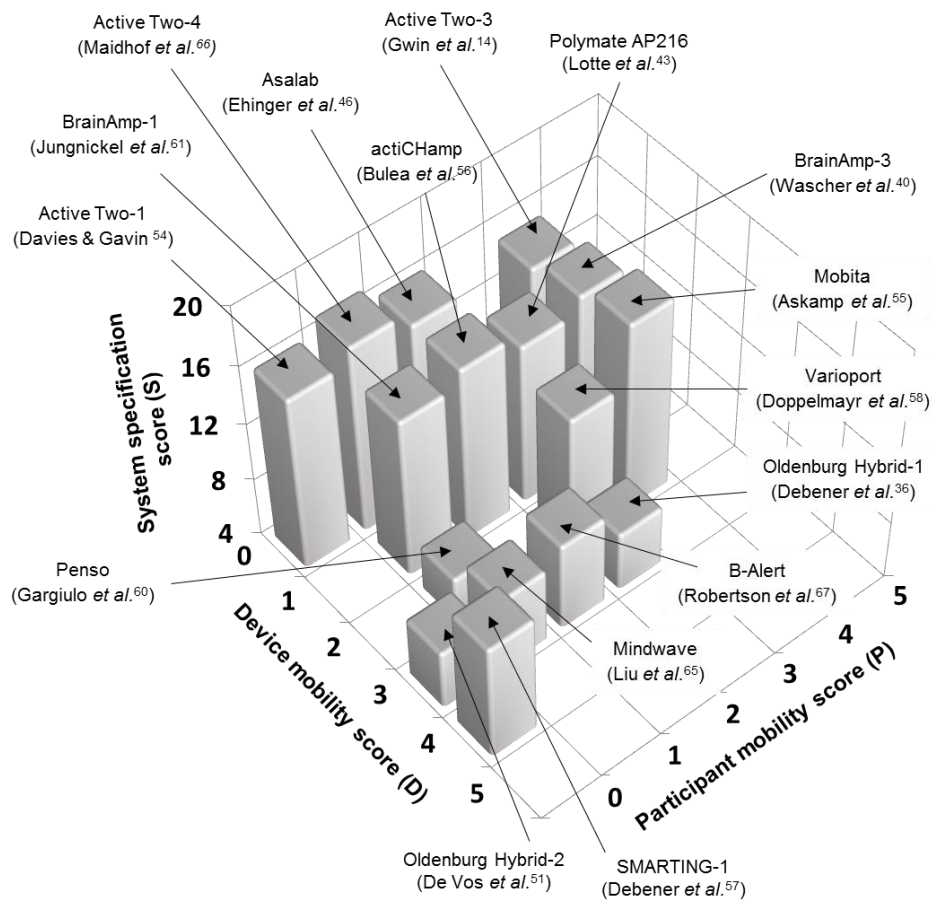 Active Two-4
(Maidhof et al.66)
Active Two-3
(Gwin et al.14)
Polymate AP216
(Lotte et al.43)
Asalab
(Ehinger et al.46)
BrainAmp-1
(Jungnickel et al.61)
actiCHamp
(Bulea et al.56)
BrainAmp-3
(Wascher et al.40)
Active Two-1
(Davies & Gavin 54)
Mobita
(Askamp et al.55)
Varioport
(Doppelmayr et al.58)
Oldenburg Hybrid-1
(Debener et al.36)
Penso
(Gargiulo et al.60)
B-Alert
(Robertson et al.67)
Mindwave
(Liu et al.65)
Oldenburg Hybrid-2
(De Vos et al.51)
SMARTING-1
(Debener et al.57)
System specification
score (S)
20
16
12
8
4
Device mobility score (D)
0
1
2
3
4
5
Participant mobility score (P)
0
1
2
3
4
5